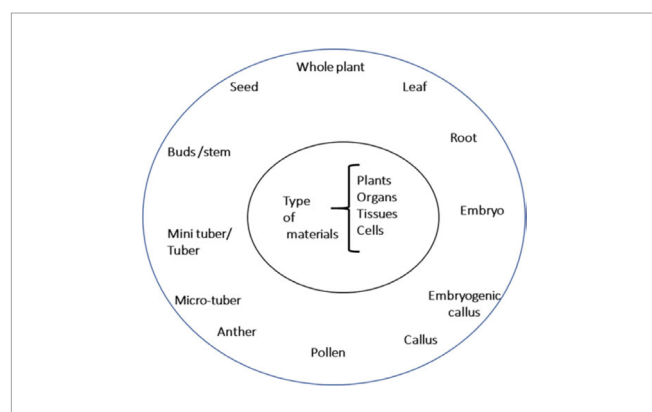 Whole plant
Seed
Leaf
Root
Buds/stem
Type
of
materials
Plants
Organs
Tissues
Cells
Embryo
Mini tuber/
Tuber
Embryogenic
callus
Micro-tuber
Anther
Callus
Pollen